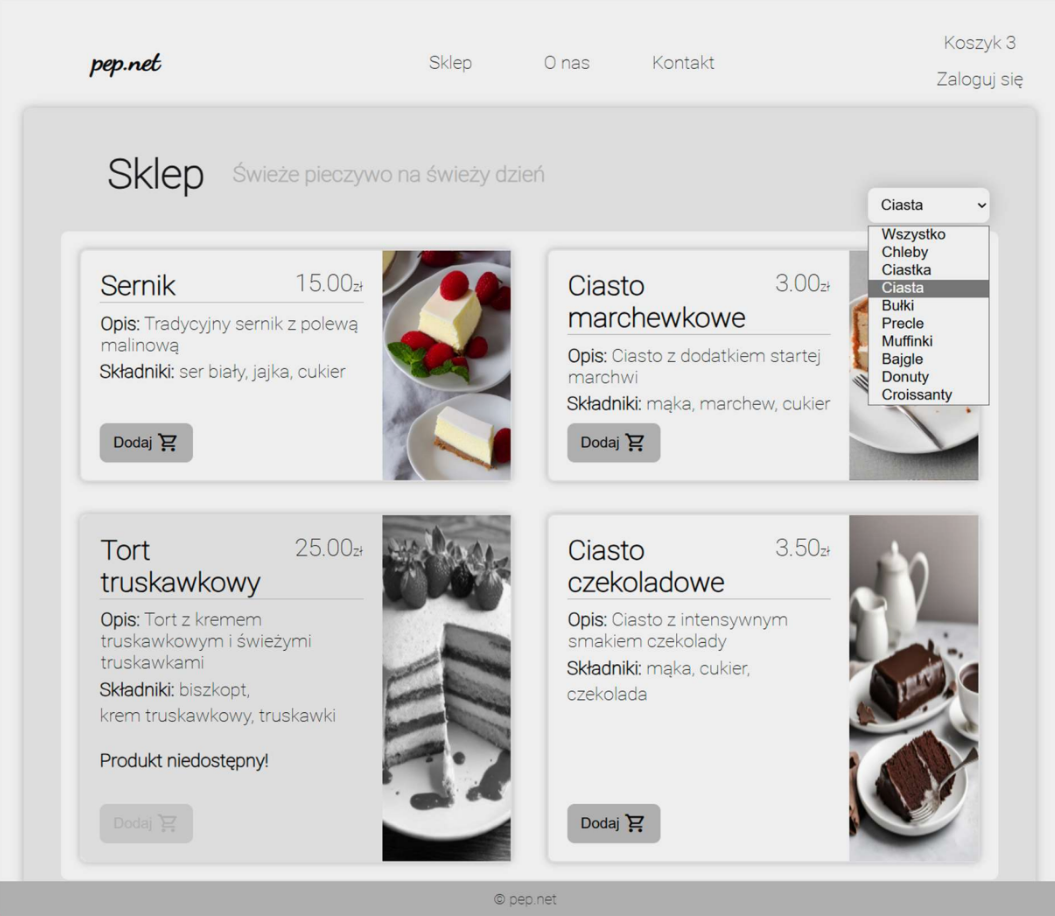 pep.net
Sklep
O nas
Kontakt
Koszyk 3
Zaloguj się
Sklep
Świeże pieczywo na świeży dzień
Ciasta
Wszystko
Chleby
Ciastka
Ciasta
Bułki
Precle
Muffinki
Bajgle
Donuty
Croissanty
Sernik
15.00zł
Opis: Tradycyjny sernik z polewą
malinową
Składniki: ser biały, jajka, cukier
Dodaj
Ciasto
marchewkowe
3.00zł
Opis: Ciasto z dodatkiem startej
marchwi
Składniki: mąka, marchew, cukier
Dodaj
Tort
truskawkowy
25.00zł
Opis: Tort z kremem
truskawkowym i świeżymi
truskawkami
Składniki: biszkopt,
krem truskawkowy, truskawki
Produkt niedostępny!
Dodaj
Ciasto
czekoladowe
3.50zł
Opis: Ciasto z intensywnym
smakiem czekolady
Składniki: mąka, cukier,
czekolada
Dodaj
© pep.net